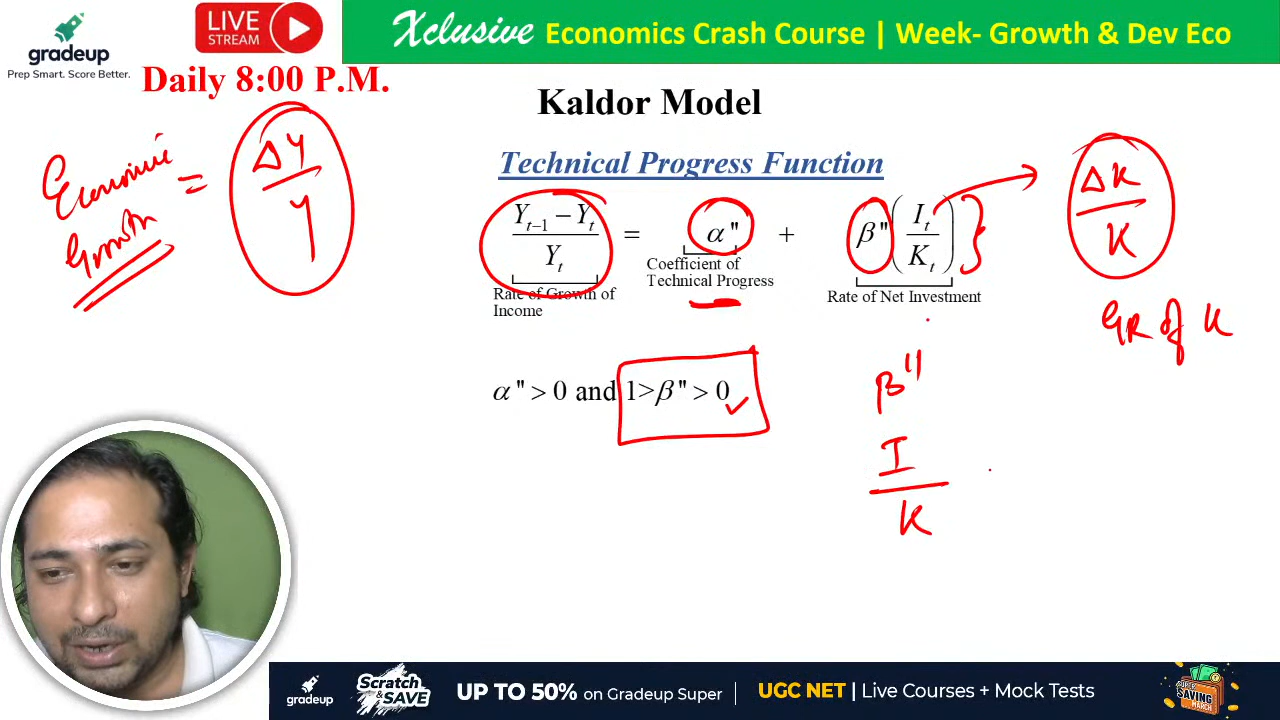 gradeup
Prep Smart. Score Better.
LIVE
STREAM
Xclusive Economics Crash Course | Week- Growth & Dev Eco
Daily 8:00 P.M.
Kaldor Model
Technical Progress Function
Economic Growth = ΔY/Y
(Y_{t-1} − Y_t)/Y_t = α" + β"(I_t/K_t)
ΔK/K
Rate of Growth of
Income
Coefficient of
Technical Progress
Rate of Net Investment
GR of K
α" > 0 and 1>β" > 0
β"
I/K
gradeup
Scratch
& SAVE
UP TO 50% on Gradeup Super
UGC NET | Live Courses + Mock Tests
SUPER
SAVING
MARCH